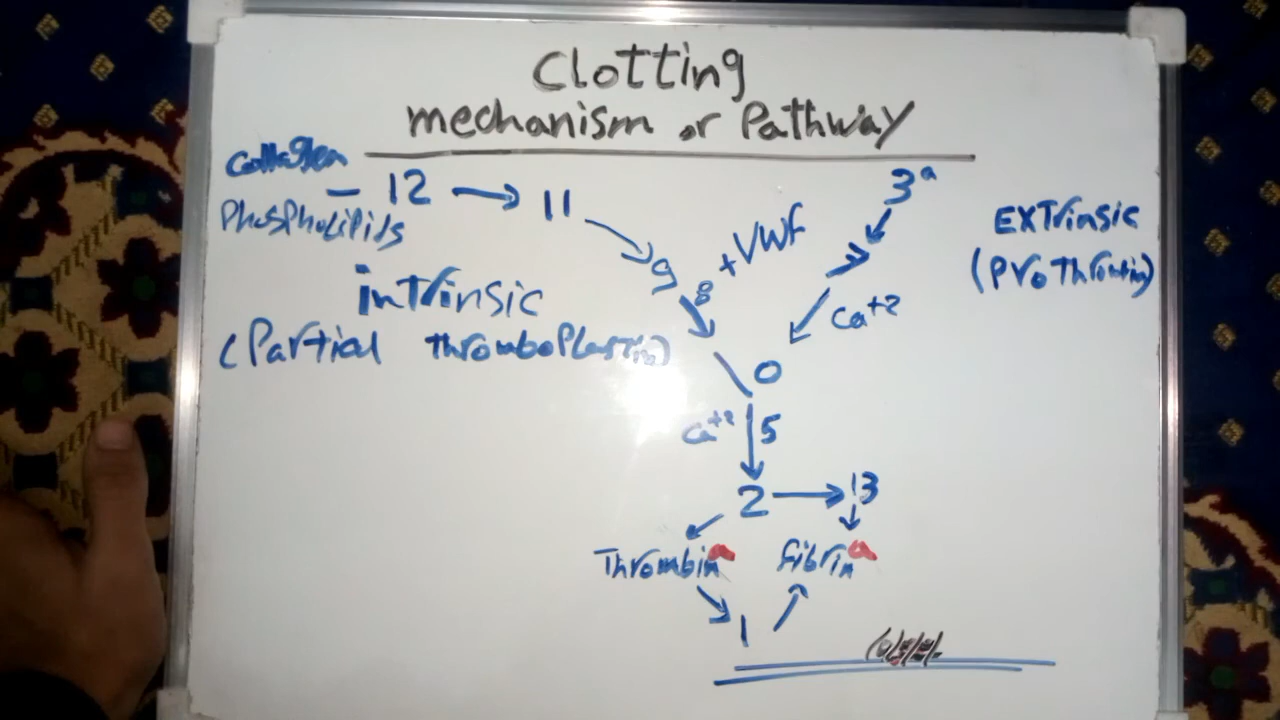 Clotting
mechanism or Pathway
Collagen
— 12 → 11
Phospholipids
9
8 +VWF
3a
7
Ca+2
intrinsic
(Partial thromboplastin)
EXTrinsic
(Prothrombin)
10
Ca+2 5
2 → 13
Thrombin a
fibrin a
1